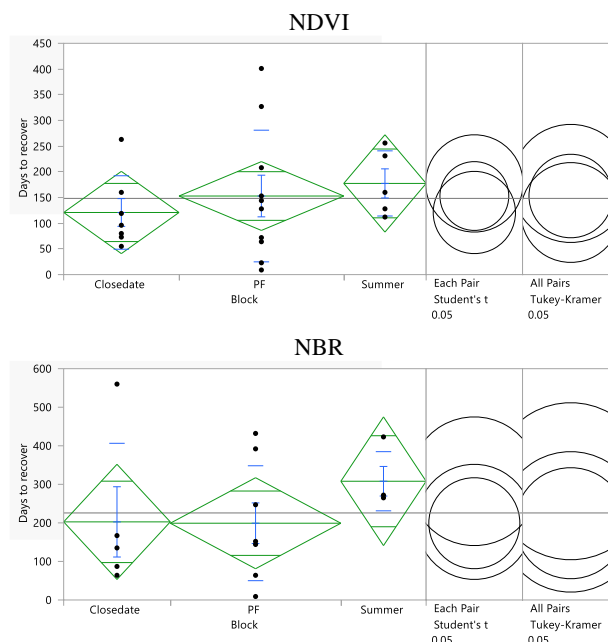 NDVI
450
400
350
300
250
200
150
100
50
0
Days to recover
Closedate
PF
Summer
Block
Each Pair
Student's t
0.05
All Pairs
Tukey-Kramer
0.05
NBR
600
500
400
300
200
100
0
Days to recover
Closedate
PF
Summer
Block
Each Pair
Student's t
0.05
All Pairs
Tukey-Kramer
0.05